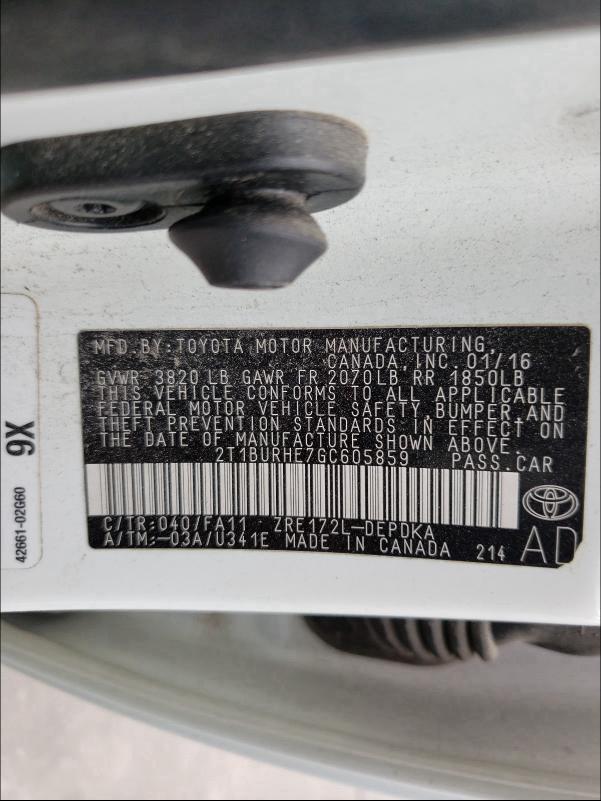 MFD.BY:TOYOTA MOTOR MANUFACTURING,
CANADA, INC. 01/16
GVWR 3820 LB GAWR FR 2070LB RR 1850LB
THIS VEHICLE CONFORMS TO ALL APPLICABLE
FEDERAL MOTOR VEHICLE SAFETY, BUMPER, AND
THEFT PREVENTION STANDARDS IN EFFECT ON
THE DATE OF MANUFACTURE SHOWN ABOVE.
2T1BURHE7GC605859 PASS.CAR
C/TR:040/FA11 ZRE172L-DEPDKA
A/TM:-03A/U341E MADE IN CANADA 214 AD
9X
42661-02G60